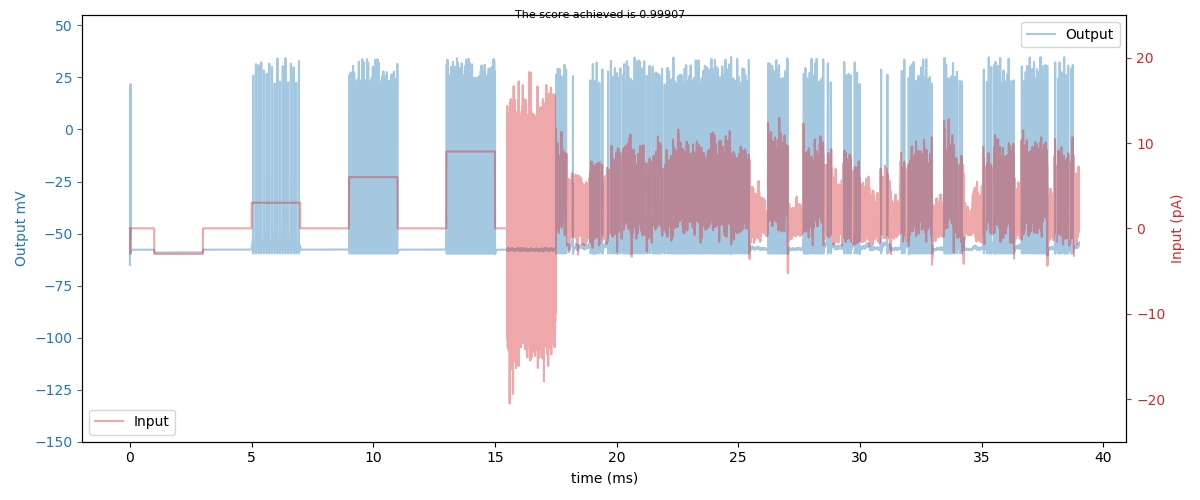 The score achieved is 0.99907
50
25
0
−25
−50
−75
−100
−125
−150
Output mV
Output
20
10
0
−10
−20
Input (pA)
Input
0 5 10 15 20 25 30 35 40
time (ms)